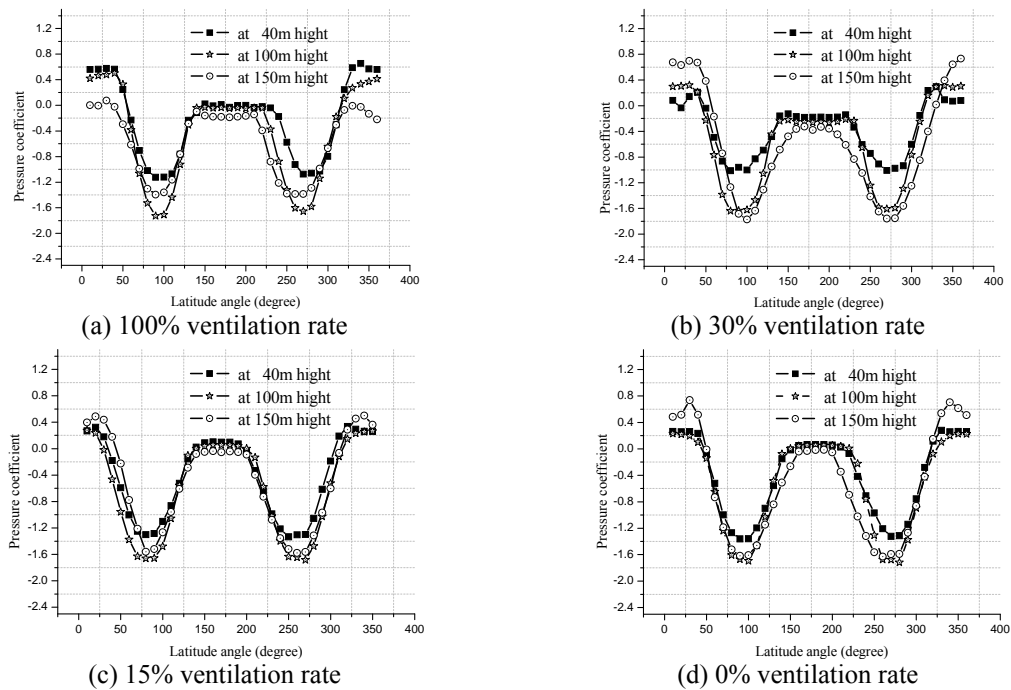 1.2
0.8
0.4
0.0
-0.4
-0.8
-1.2
-1.6
-2.0
-2.4
Pressure coefficient
at 40m hight
at 100m hight
at 150m hight
0 50 100 150 200 250 300 350 400
Latitude angle (degree)
(a) 100% ventilation rate
1.2
0.8
0.4
0.0
-0.4
-0.8
-1.2
-1.6
-2.0
-2.4
Pressure coefficient
at 40m hight
at 100m hight
at 150m hight
0 50 100 150 200 250 300 350 400
Latitude angle (degree)
(b) 30% ventilation rate
1.2
0.8
0.4
0.0
-0.4
-0.8
-1.2
-1.6
-2.0
-2.4
Pressure coefficient
at 40m hight
at 100m hight
at 150m hight
0 50 100 150 200 250 300 350 400
Latitude angle (degree)
(c) 15% ventilation rate
1.2
0.8
0.4
0.0
-0.4
-0.8
-1.2
-1.6
-2.0
-2.4
Pressure coefficient
at 40m hight
at 100m hight
at 150m hight
0 50 100 150 200 250 300 350 400
Latitude angle (degree)
(d) 0% ventilation rate